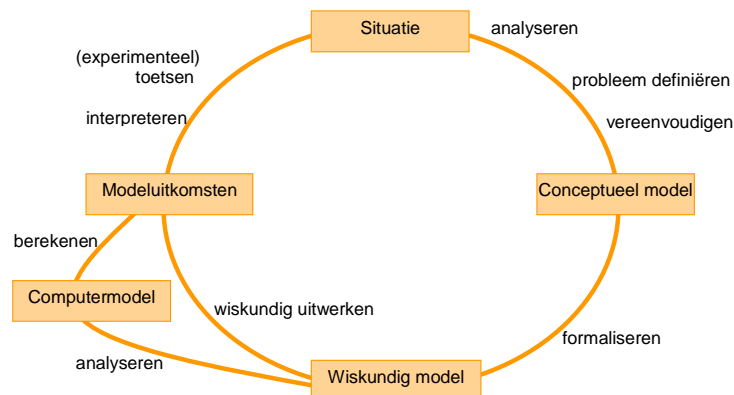 Situatie
analyseren
(experimenteel)
toetsen
probleem definiëren
interpreteren
vereenvoudigen
Modeluitkomsten
Conceptueel model
berekenen
Computermodel
wiskundig uitwerken
formaliseren
analyseren
Wiskundig model